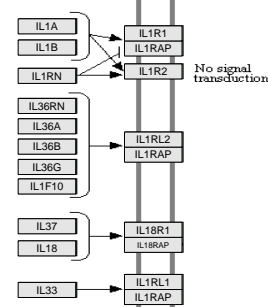 IL1A
IL1R1
IL1B
IL1RAP
IL1RN
IL1R2
No signal
transduction
IL36RN
IL36A
IL36B
IL36G
IL1F10
IL1RL2
IL1RAP
IL37
IL18
IL18R1
IL18RAP
IL33
IL1RL1
IL1RAP